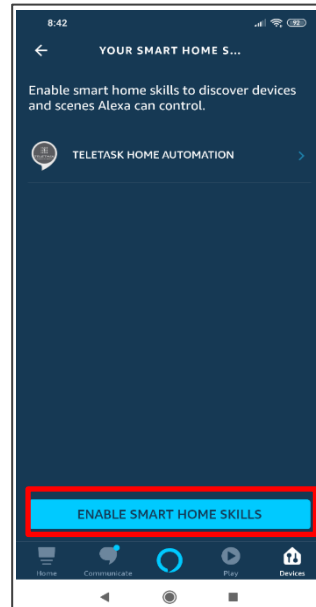 8:42
92
YOUR SMART HOME S...
Enable smart home skills to discover devices
and scenes Alexa can control.
TELETASK HOME AUTOMATION
ENABLE SMART HOME SKILLS
Home Communicate Play Devices